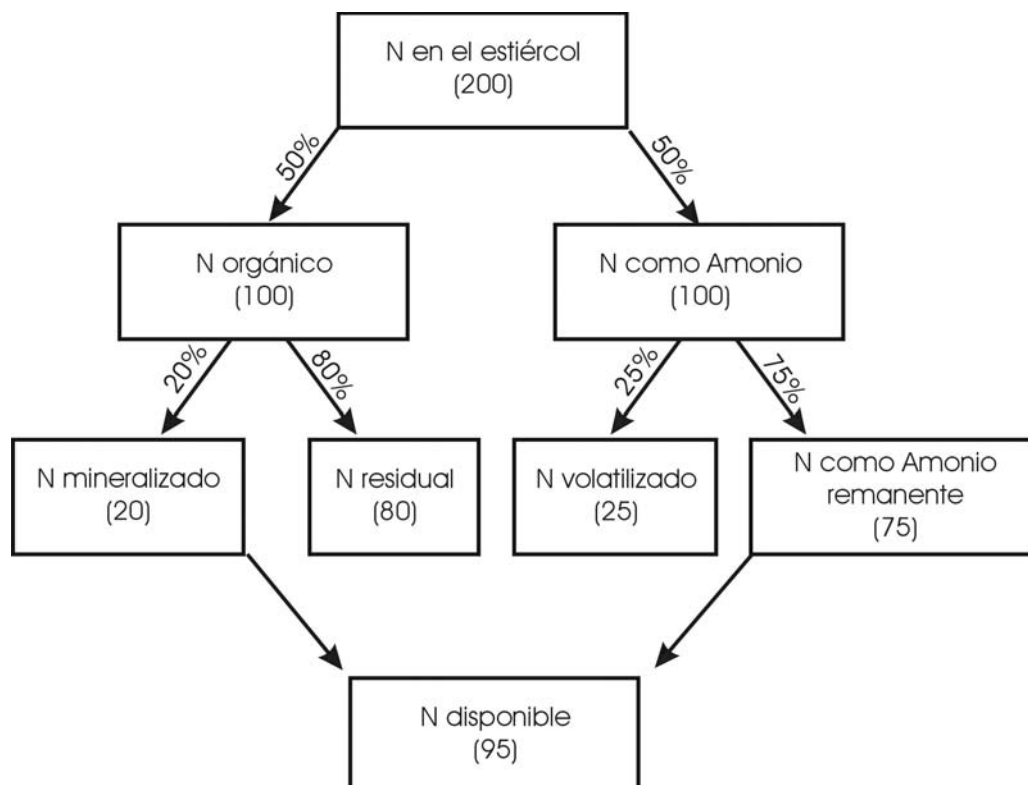 N en el estiércol
(200)
50%
50%
N orgánico
(100)
N como Amonio
(100)
20%
80%
25%
75%
N mineralizado
(20)
N residual
(80)
N volatilizado
(25)
N como Amonio
remanente
(75)
N disponible
(95)